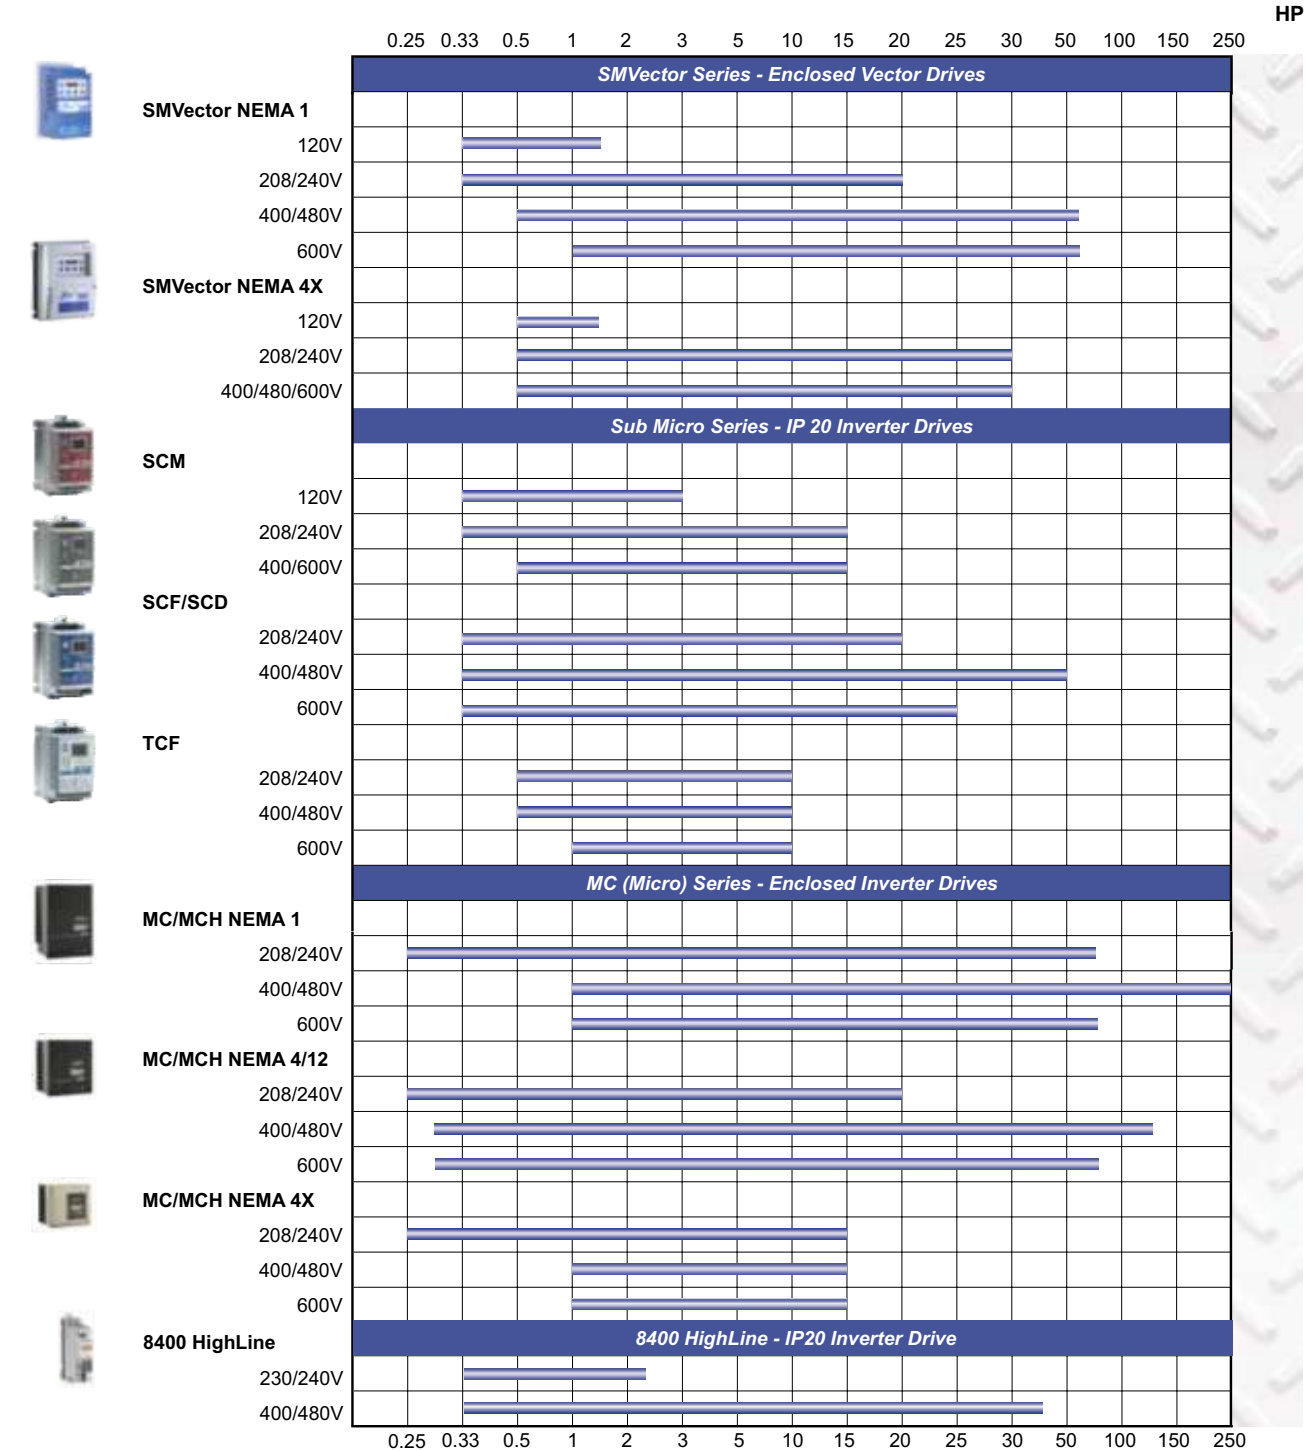 HP
0.25 0.33 0.5 1 2 3 5 10 15 20 25 30 50 100 150 250
SMVector Series - Enclosed Vector Drives
SMVector NEMA 1
120V
208/240V
400/480V
600V
SMVector NEMA 4X
120V
208/240V
400/480/600V
Sub Micro Series - IP 20 Inverter Drives
SCM
120V
208/240V
400/600V
SCF/SCD
208/240V
400/480V
600V
TCF
208/240V
400/480V
600V
MC (Micro) Series - Enclosed Inverter Drives
MC/MCH NEMA 1
208/240V
400/480V
600V
MC/MCH NEMA 4/12
208/240V
400/480V
600V
MC/MCH NEMA 4X
208/240V
400/480V
600V
8400 HighLine - IP20 Inverter Drive
8400 HighLine
230/240V
400/480V
0.25 0.33 0.5 1 2 3 5 10 15 20 25 30 50 100 150 250